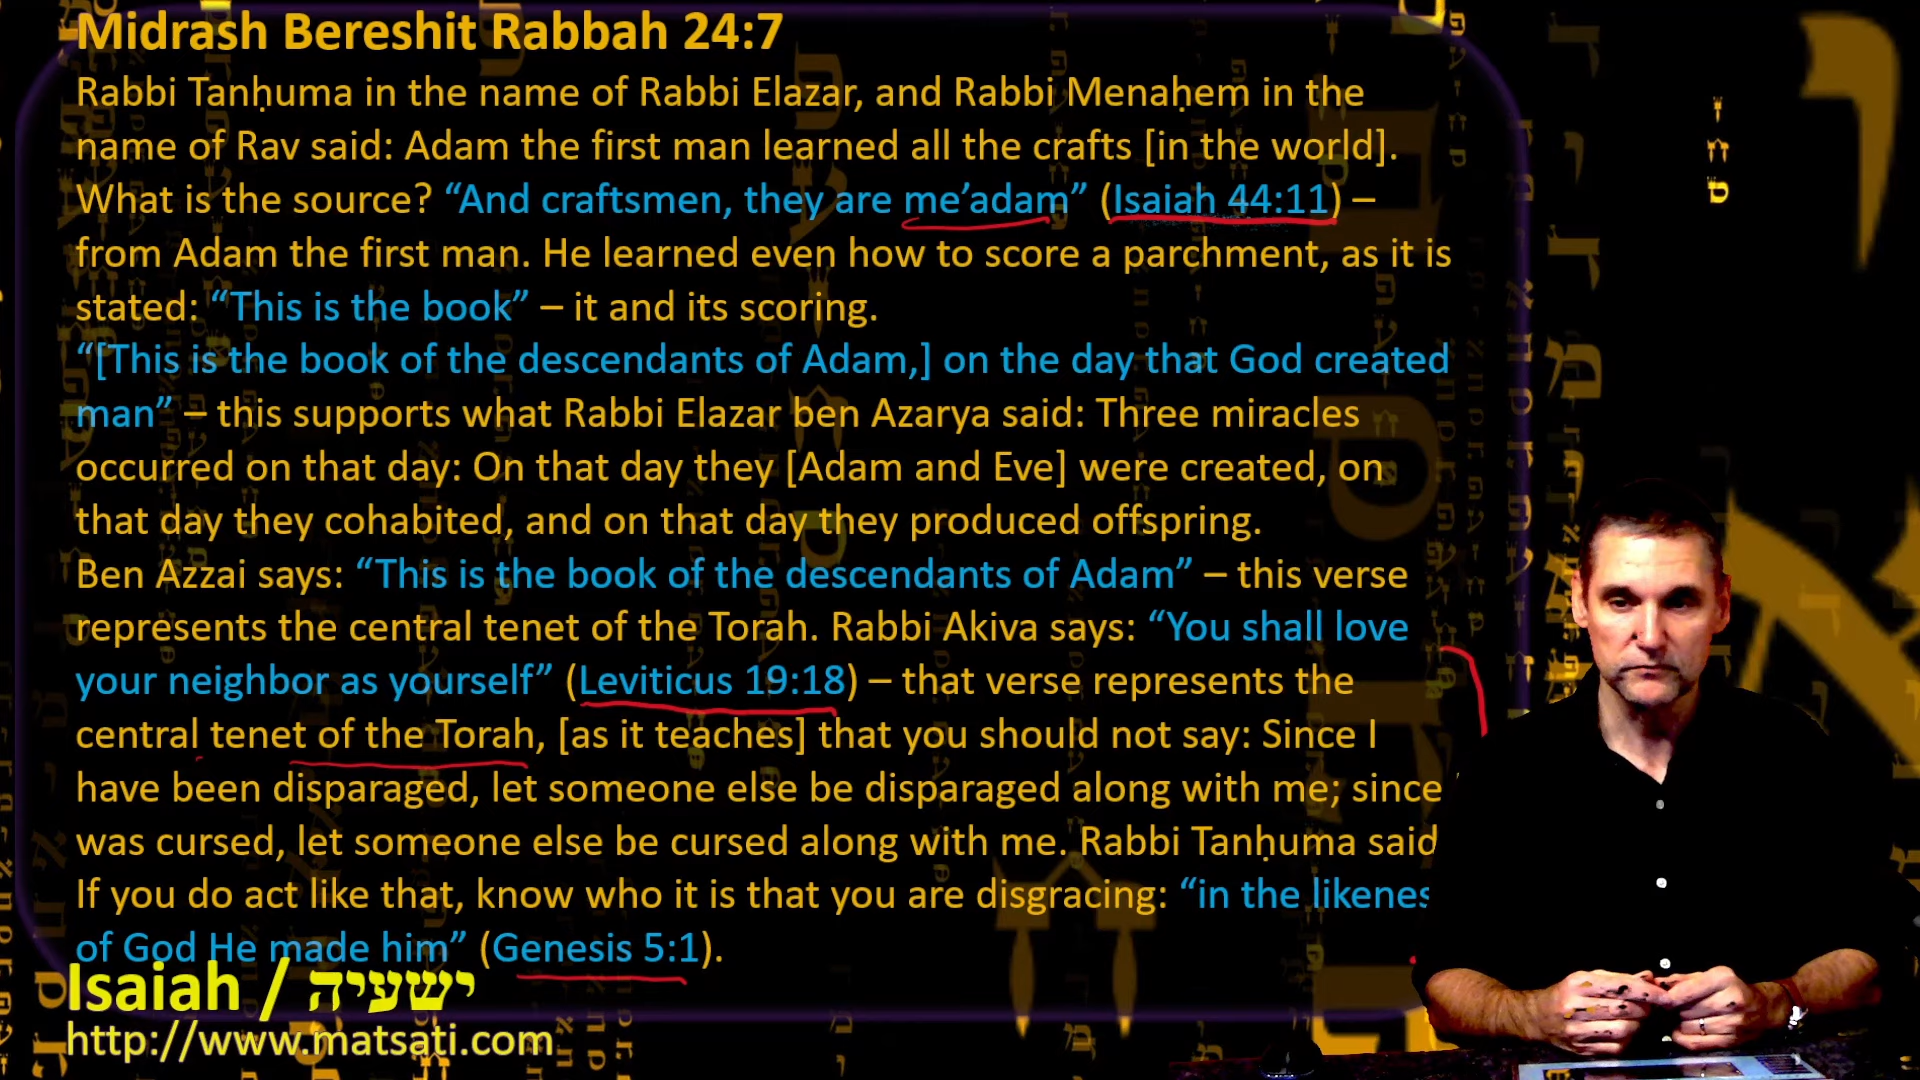 Midrash Bereshit Rabbah 24:7
Rabbi Tanḥuma in the name of Rabbi Elazar, and Rabbi Menaḥem in the
name of Rav said: Adam the first man learned all the crafts [in the world].
What is the source? “And craftsmen, they are me’adam” (Isaiah 44:11) –
from Adam the first man. He learned even how to score a parchment, as it is
stated: “This is the book” – it and its scoring.
“[This is the book of the descendants of Adam,] on the day that God created
man” – this supports what Rabbi Elazar ben Azarya said: Three miracles
occurred on that day: On that day they [Adam and Eve] were created, on
that day they cohabited, and on that day they produced offspring.
Ben Azzai says: “This is the book of the descendants of Adam” – this verse
represents the central tenet of the Torah. Rabbi Akiva says: “You shall love
your neighbor as yourself” (Leviticus 19:18) – that verse represents the
central tenet of the Torah, [as it teaches] that you should not say: Since I
have been disparaged, let someone else be disparaged along with me; since
was cursed, let someone else be cursed along with me. Rabbi Tanḥuma said
If you do act like that, know who it is that you are disgracing: “in the likenes
of God He made him” (Genesis 5:1).
Isaiah / ישעיה
http://www.matsati.com